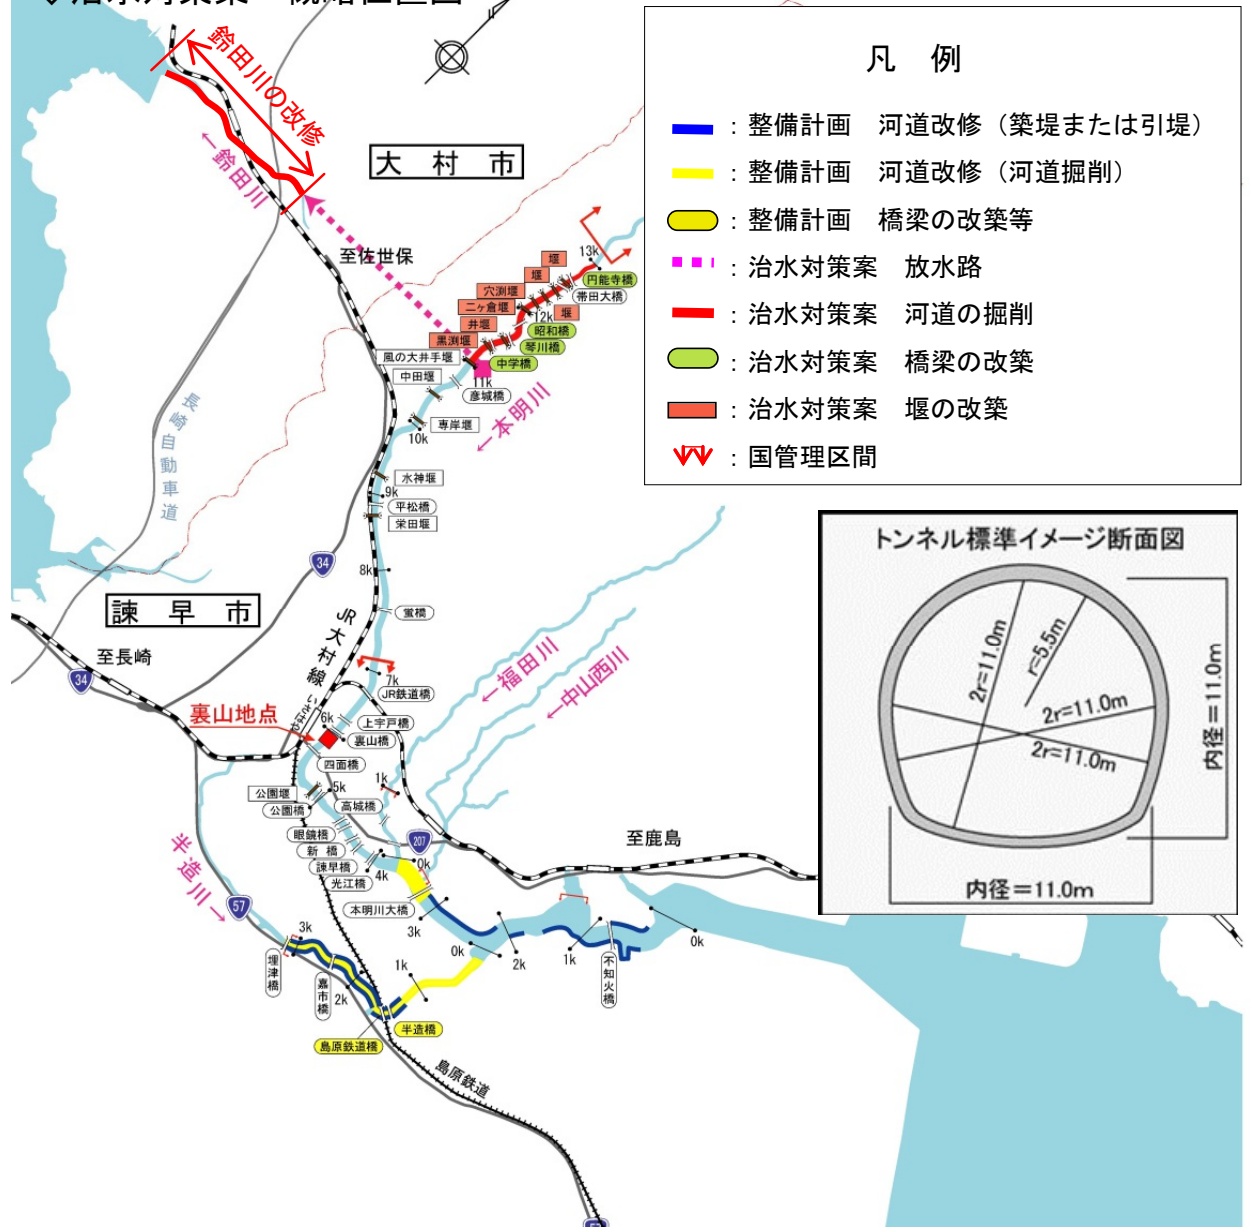 鈴田川の改修
←鈴田川
大村市
至佐世保
13k
円能寺橋
帯田大橋
堰
堰
穴渕堰
二ヶ倉堰
12k
堰
井堰
昭和橋
黒渕堰
琴川橋
風の大井手堰
中学橋
11k
中田堰
彦城橋
←本明川
専岸堰
10k
長崎自動車道
水神堰
9k
平松橋
栄田堰
34
8k
諫早市
蛍橋
JR大村線
いさはや
至長崎
34
7k
JR鉄道橋
←福田川
←中山西川
裏山地点
6k
上宇戸橋
裏山橋
四面橋
1k
5k
公園堰
公園橋
高城橋
眼鏡橋
新橋
諫早橋
光江橋
4k
207
0k
至鹿島
半造川→
57
本明川大橋
3k
3k
埋津橋
嘉市橋
2k
1k
0k
2k
1k
不知火橋
0k
半造橋
島原鉄道橋
島原鉄道
凡例
：整備計画 河道改修（築堤または引堤）
：整備計画 河道改修（河道掘削）
：整備計画 橋梁の改築等
：治水対策案 放水路
：治水対策案 河道の掘削
：治水対策案 橋梁の改築
：治水対策案 堰の改築
：国管理区間
トンネル標準イメージ断面図
2r=11.0m
r=5.5m
2r=11.0m
2r=11.0m
内径＝11.0m
内径＝11.0m